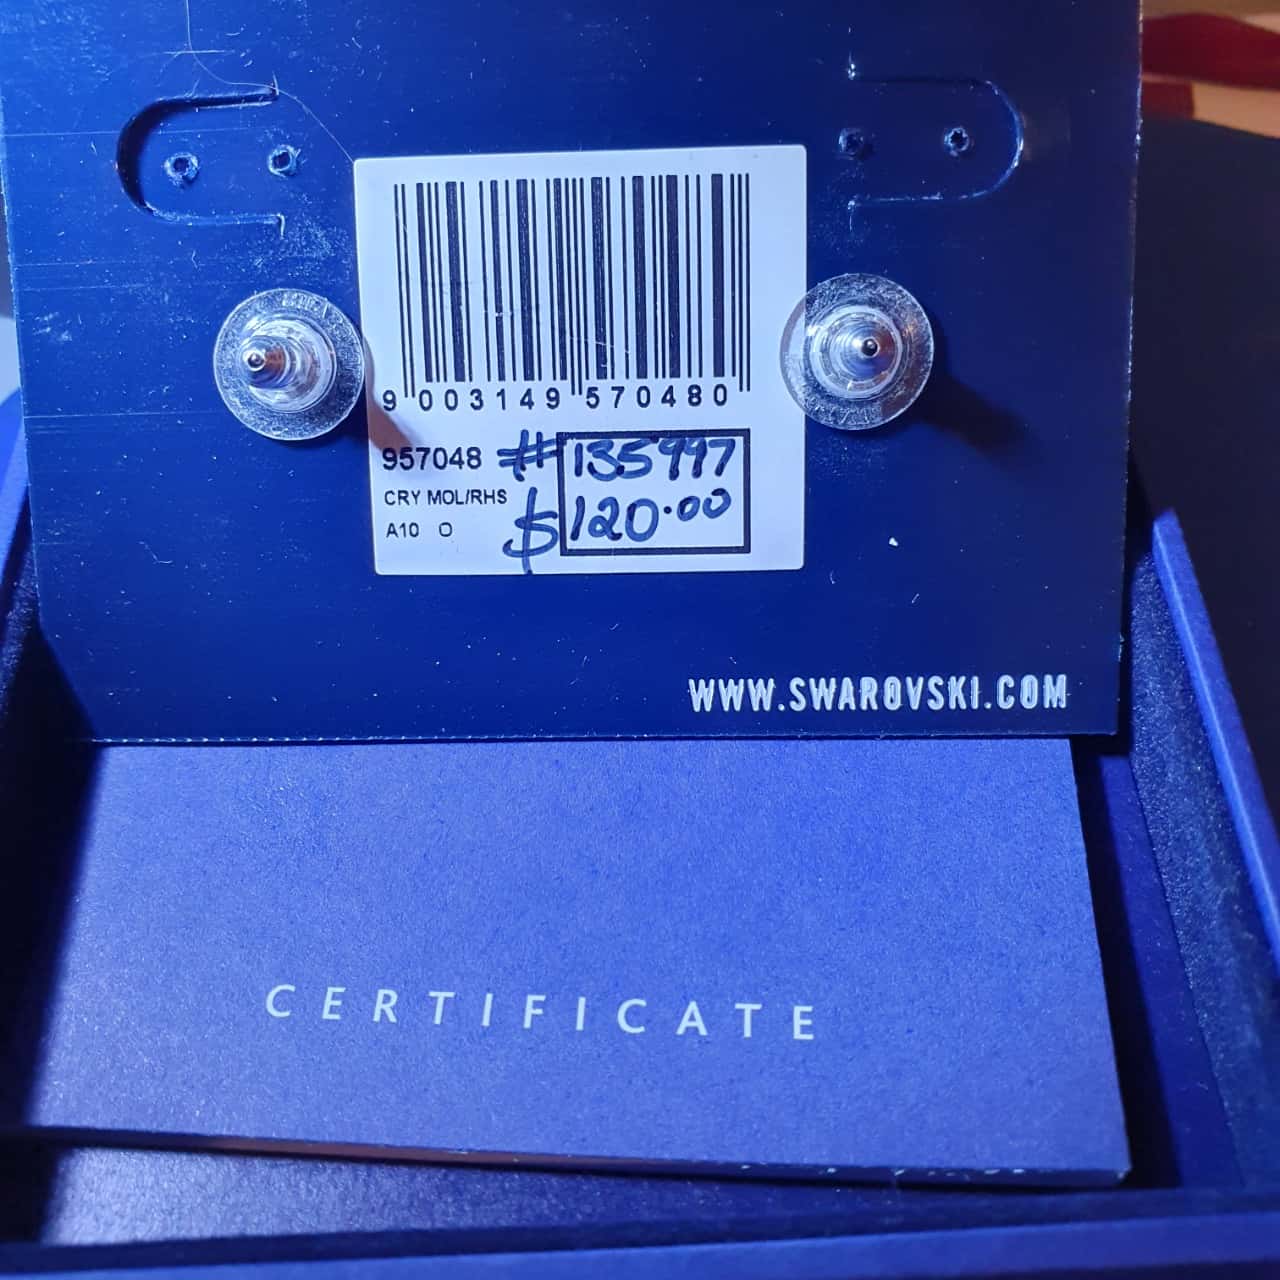 9 003149 570480
957048 # 135997
CRY MOL/RHS
A10 O $ 120.00
WWW.SWAROVSKI.COM
CERTIFICATE